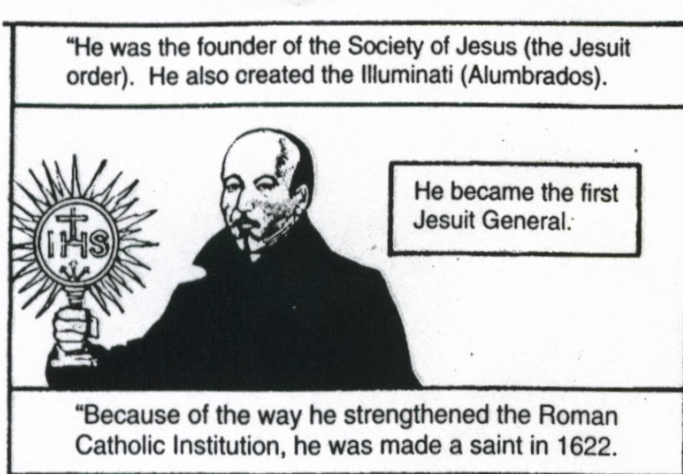 "He was the founder of the Society of Jesus (the Jesuit
order). He also created the Illuminati (Alumbrados).
IHS
He became the first
Jesuit General.
"Because of the way he strengthened the Roman
Catholic Institution, he was made a saint in 1622.